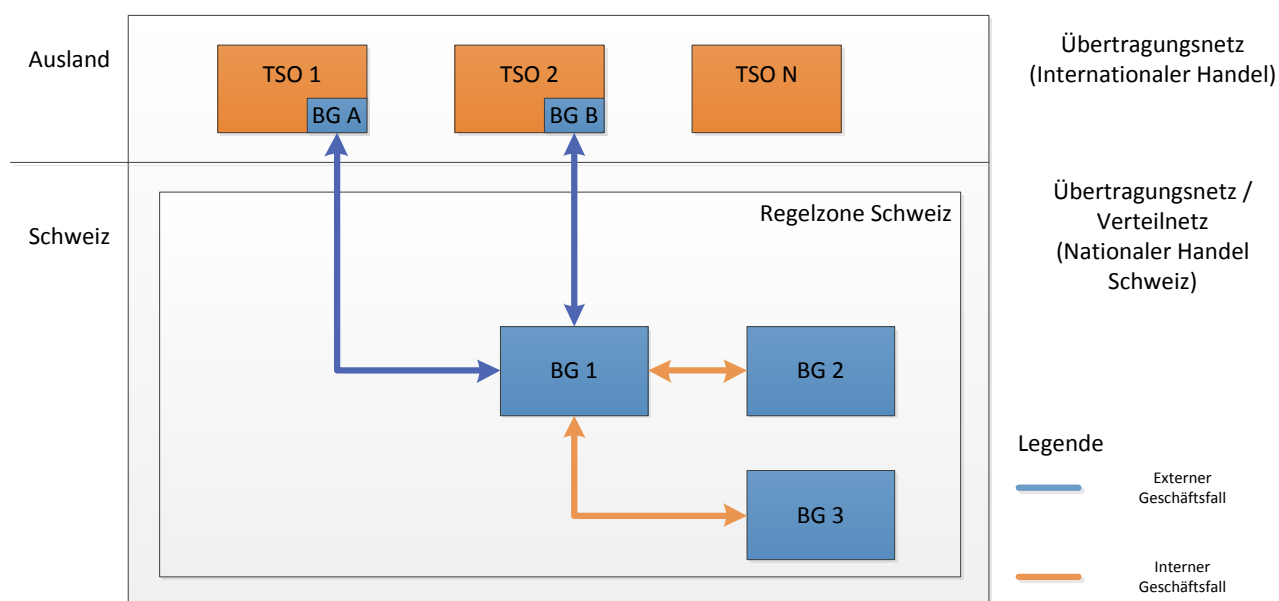 Ausland
TSO 1
BG A
TSO 2
BG B
TSO N
Übertragungsnetz
(Internationaler Handel)
Schweiz
Regelzone Schweiz
Übertragungsnetz /
Verteilnetz
(Nationaler Handel
Schweiz)
BG 1
BG 2
BG 3
Legende
Externer
Geschäftsfall
Interner
Geschäftsfall